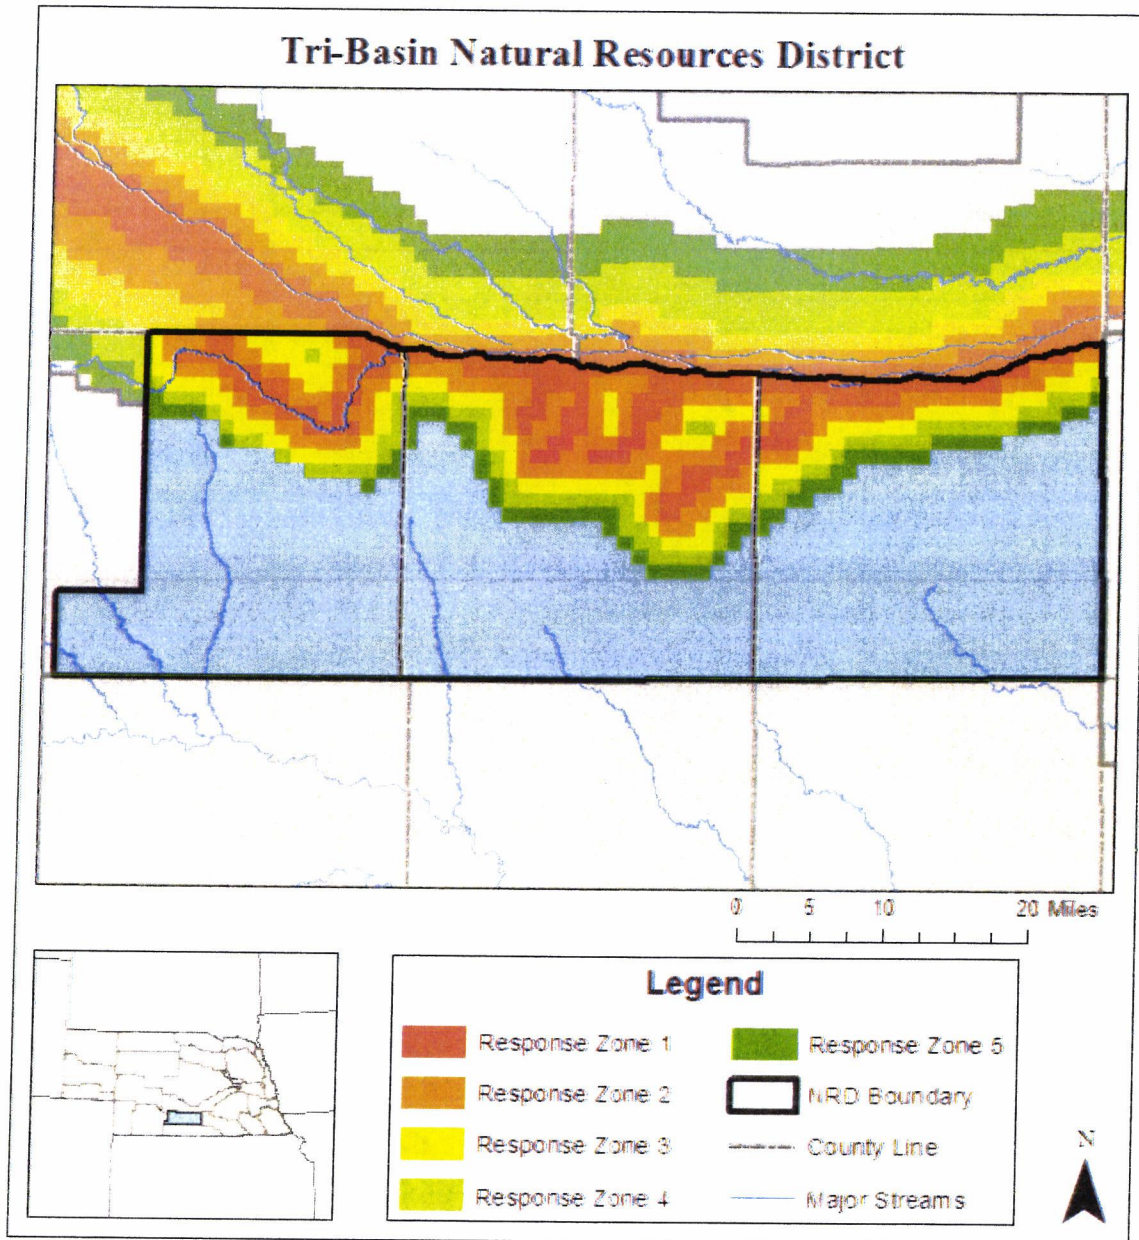 Tri-Basin Natural Resources District
0 5 10 20 Miles
Legend
Response Zone 1
Response Zone 2
Response Zone 3
Response Zone 4
Response Zone 5
NRD Boundary
County Line
Major Streams
N